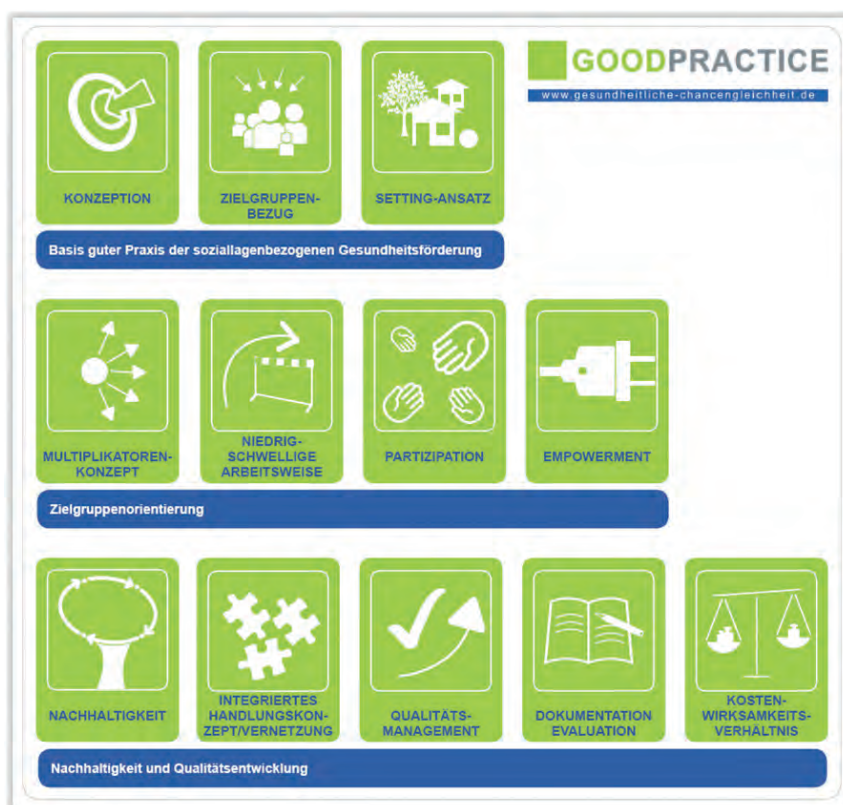 GOODPRACTICE
www.gesundheitliche-chancengleichheit.de
KONZEPTION
ZIELGRUPPEN-
BEZUG
SETTING-ANSATZ
Basis guter Praxis der soziallagenbezogenen Gesundheitsförderung
MULTIPLIKATOREN-
KONZEPT
NIEDRIG-
SCHWELLIGE
ARBEITSWEISE
PARTIZIPATION
EMPOWERMENT
Zielgruppenorientierung
NACHHALTIGKEIT
INTEGRIERTES
HANDLUNGSKON-
ZEPT/VERNETZUNG
QUALITÄTS-
MANAGEMENT
DOKUMENTATION
EVALUATION
KOSTEN-
WIRKSAMKEITS-
VERHÄLTNIS
Nachhaltigkeit und Qualitätsentwicklung